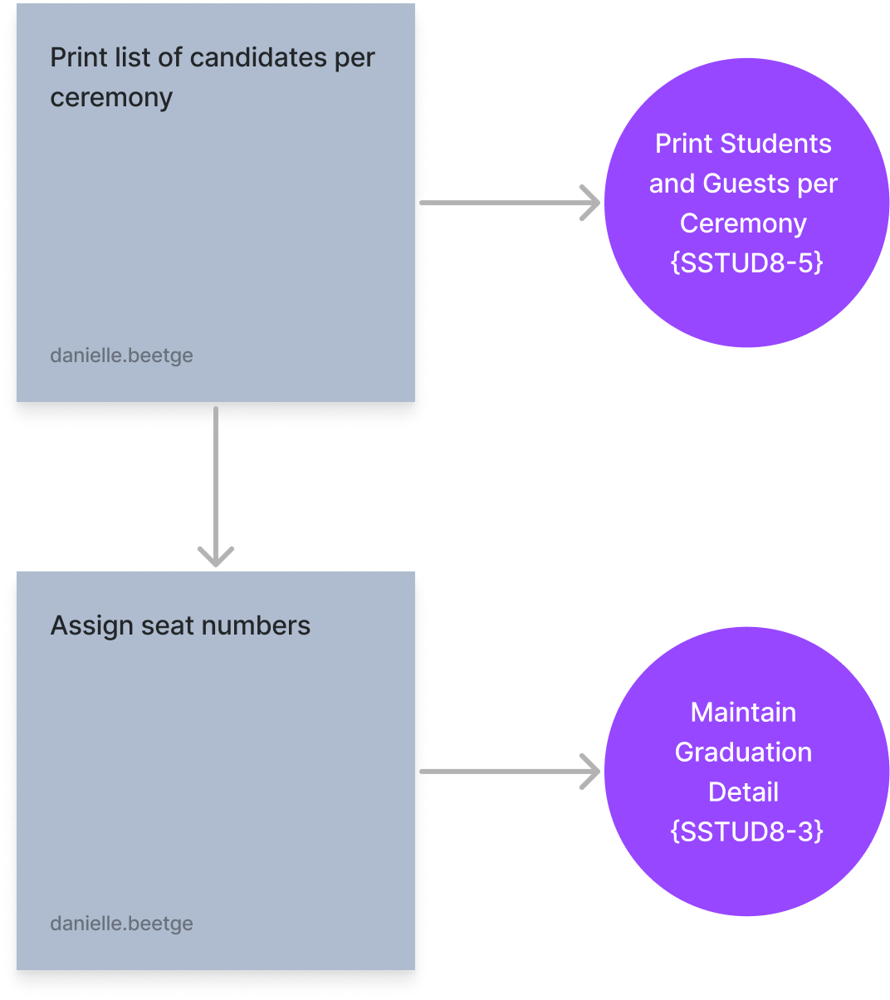 Print list of candidates per
ceremony
danielle.beetge
Print Students
and Guests per
Ceremony
{SSTUD8-5}
Assign seat numbers
danielle.beetge
Maintain
Graduation
Detail
{SSTUD8-3}